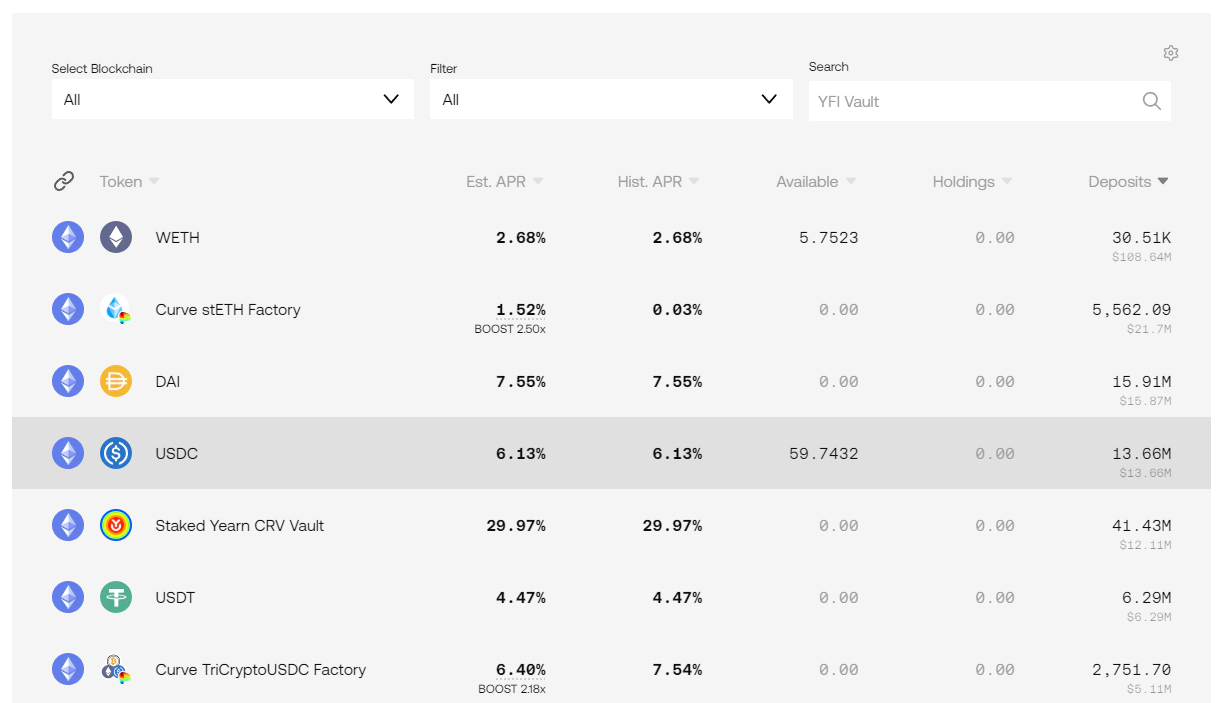 Select Blockchain Filter Search
All All YFI Vault
Token Est. APR Hist. APR Available Holdings Deposits
WETH 2.68% 2.68% 5.7523 0.00 30.51K
$108.64M
Curve stETH Factory 1.52% 0.03% 0.00 0.00 5,562.09
BOOST 2.50x $21.7M
DAI 7.55% 7.55% 0.00 0.00 15.91M
$15.87M
USDC 6.13% 6.13% 59.7432 0.00 13.66M
$13.66M
Staked Yearn CRV Vault 29.97% 29.97% 0.00 0.00 41.43M
$12.11M
USDT 4.47% 4.47% 0.00 0.00 6.29M
$6.29M
Curve TriCryptoUSDC Factory 6.40% 7.54% 0.00 0.00 2,751.70
BOOST 2.18x $5.11M